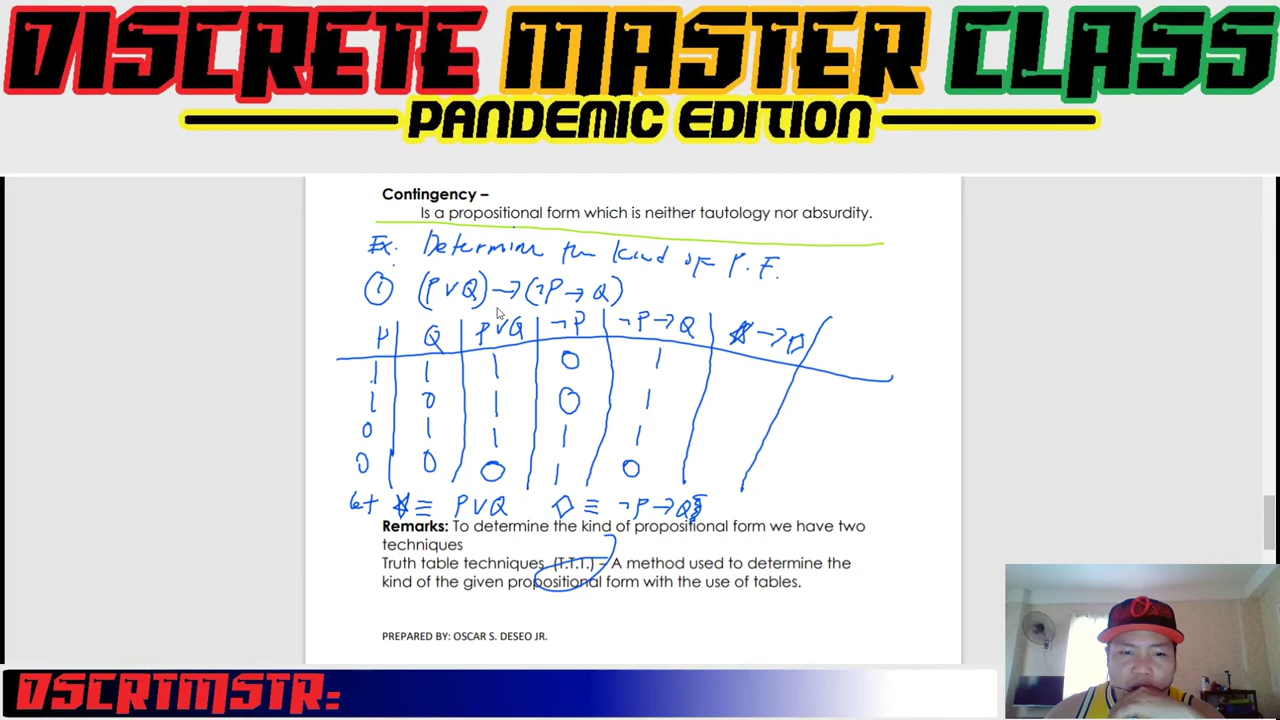 DISCRETE MASTER CLASS
PANDEMIC EDITION
Contingency –
Is a propositional form which is neither tautology nor absurdity.
Ex. Determine the kind of P.F.
① (P ∨ Q) → (¬P → Q)
P Q P∨Q ¬P ¬P→Q ☆→◇
1 1 1 0 1
1 0 1 0 1
0 1 1 1 1
0 0 0 1 0
let ☆ ≡ P∨Q ◇ ≡ ¬P→Q
Remarks: To determine the kind of propositional form we have two
techniques
Truth table techniques (T.T.T.) – A method used to determine the
kind of the given propositional form with the use of tables.
PREPARED BY: OSCAR S. DESEO JR.
DSCRTMSTR: